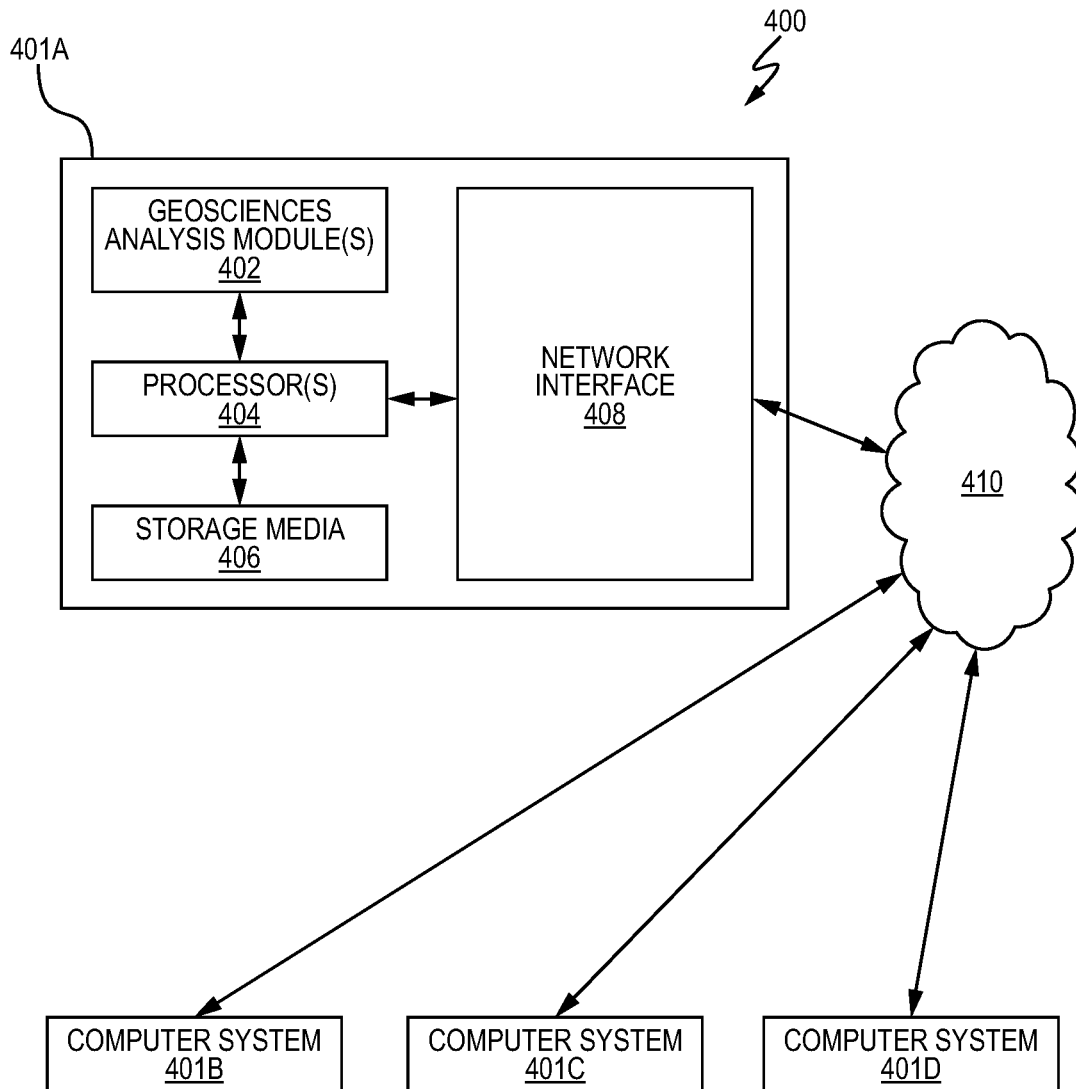 400
401A
GEOSCIENCES
ANALYSIS MODULE(S)
402
PROCESSOR(S)
404
STORAGE MEDIA
406
NETWORK
INTERFACE
408
410
COMPUTER SYSTEM
401B
COMPUTER SYSTEM
401C
COMPUTER SYSTEM
401D